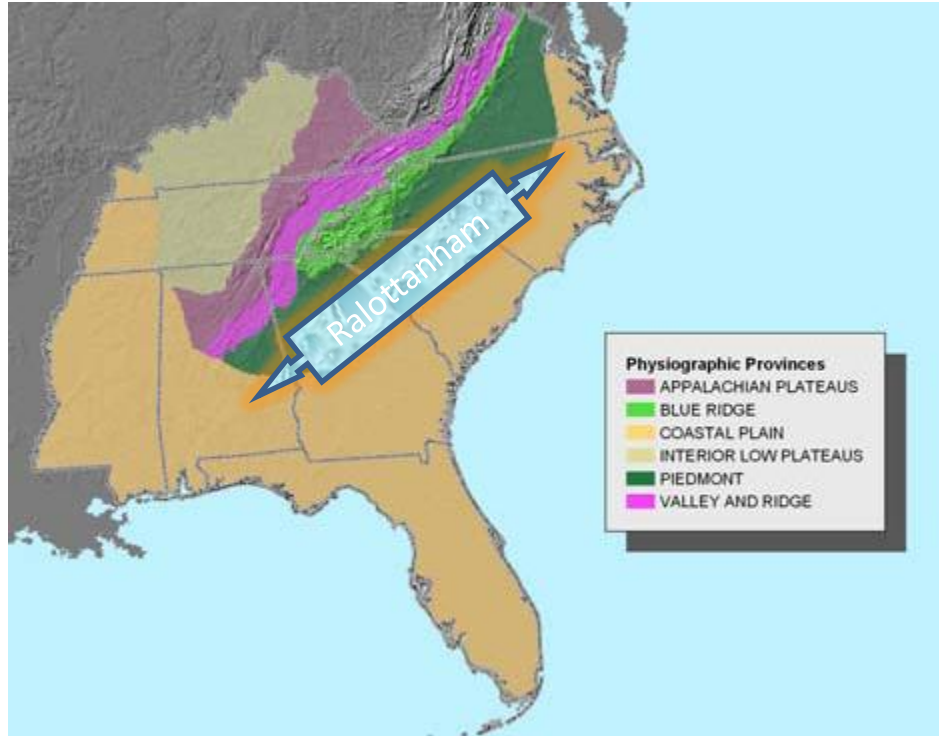 Ralottanham
Physiographic Provinces
APPALACHIAN PLATEAUS
BLUE RIDGE
COASTAL PLAIN
INTERIOR LOW PLATEAUS
PIEDMONT
VALLEY AND RIDGE